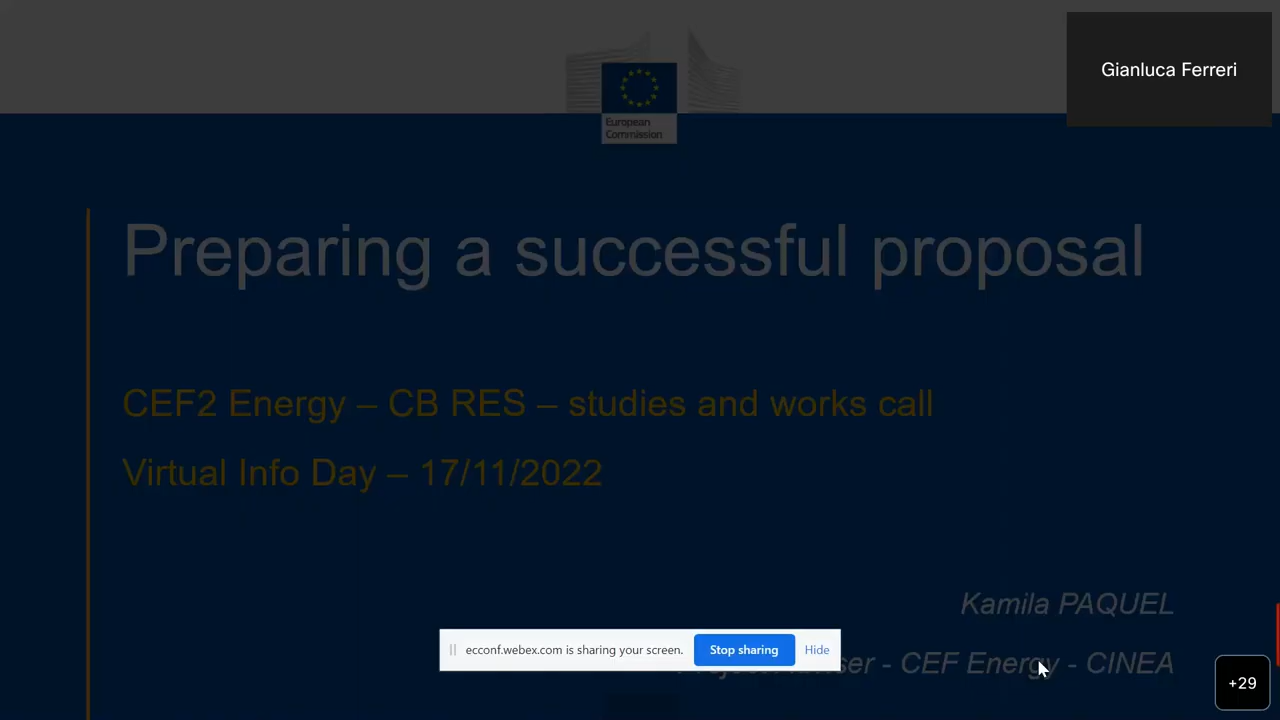 Gianluca Ferreri
European
Commission
Preparing a successful proposal
CEF2 Energy – CB RES – studies and works call
Virtual Info Day – 17/11/2022
Kamila PAQUEL
ecconf.webex.com is sharing your screen. Stop sharing Hide
- CEF Energy - CINEA
+29